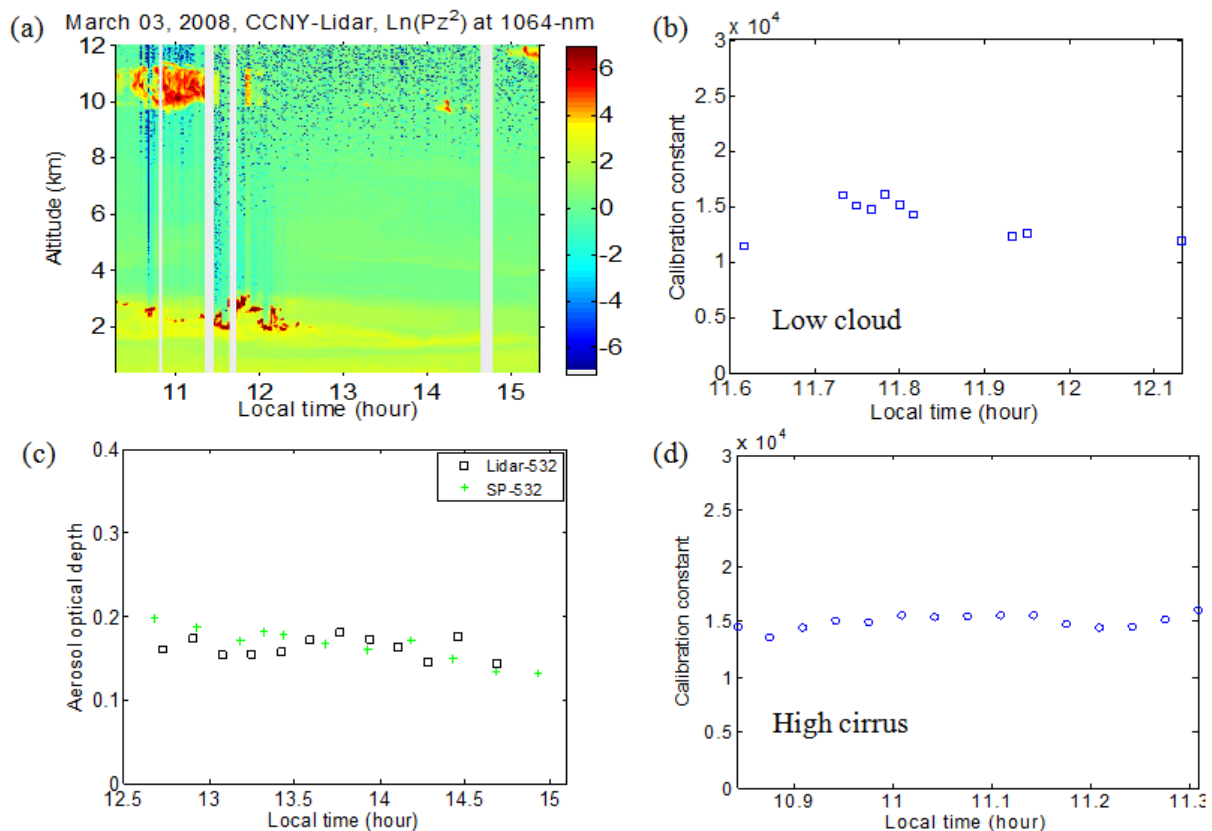 (a) March 03, 2008, CCNY-Lidar, Ln(Pz²) at 1064-nm
12
10
8
6
4
2
Altitude (km)
11 12 13 14 15
Local time (hour)
6
4
2
0
-2
-4
-6
(b)
x 10⁴
3
2.5
2
1.5
1
0.5
0
Calibration constant
Low cloud
11.6 11.7 11.8 11.9 12 12.1
Local time (hour)
(c)
0.4
0.3
0.2
0.1
0
Aerosol optical depth
Lidar-532
SP-532
12.5 13 13.5 14 14.5 15
Local time (hour)
(d)
x 10⁴
3
2.5
2
1.5
1
0.5
0
Calibration constant
High cirrus
10.9 11 11.1 11.2 11.3
Local time (hour)